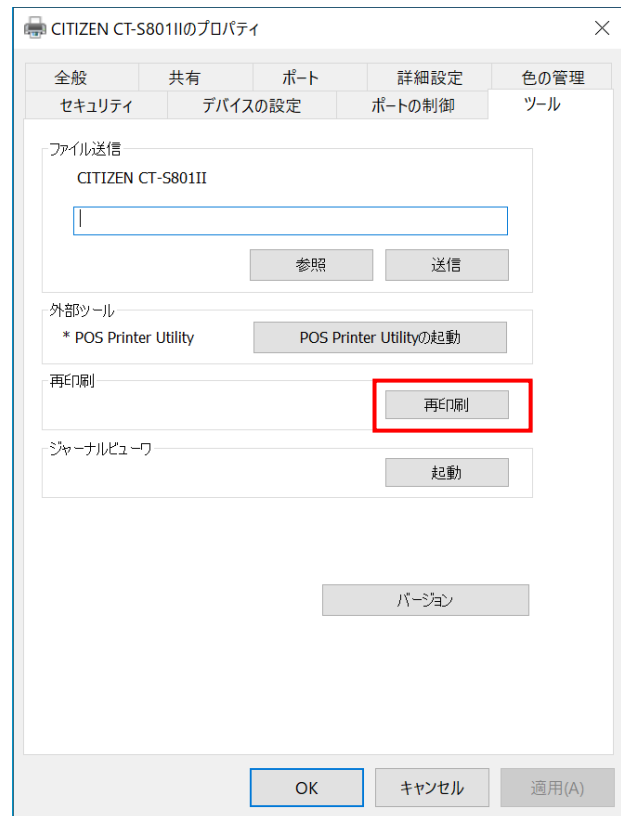 CITIZEN CT-S801IIのプロパティ
全般 共有 ポート 詳細設定 色の管理
セキュリティ デバイスの設定 ポートの制御 ツール
ファイル送信
CITIZEN CT-S801II
参照 送信
外部ツール
* POS Printer Utility POS Printer Utilityの起動
再印刷
再印刷
ジャーナルビューワ
起動
バージョン
OK キャンセル 適用(A)